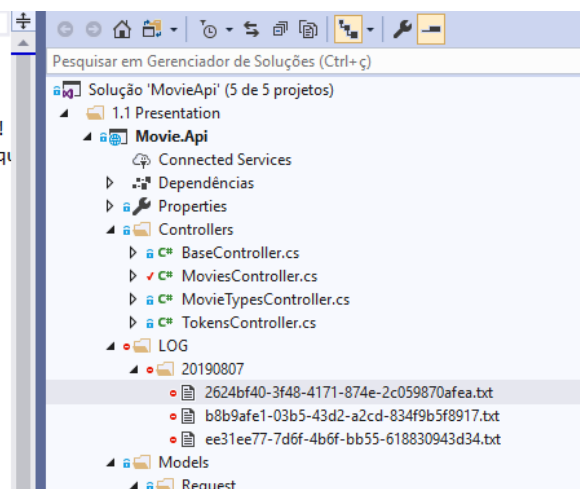 Pesquisar em Gerenciador de Soluções (Ctrl+ç)
Solução 'MovieApi' (5 de 5 projetos)
1.1 Presentation
Movie.Api
Connected Services
Dependências
Properties
Controllers
C# BaseController.cs
C# MoviesController.cs
C# MovieTypesController.cs
C# TokensController.cs
LOG
20190807
2624bf40-3f48-4171-874e-2c059870afea.txt
b8b9afe1-03b5-43d2-a2cd-834f9b5f8917.txt
ee31ee77-7d6f-4b6f-bb55-618830943d34.txt
Models
Request